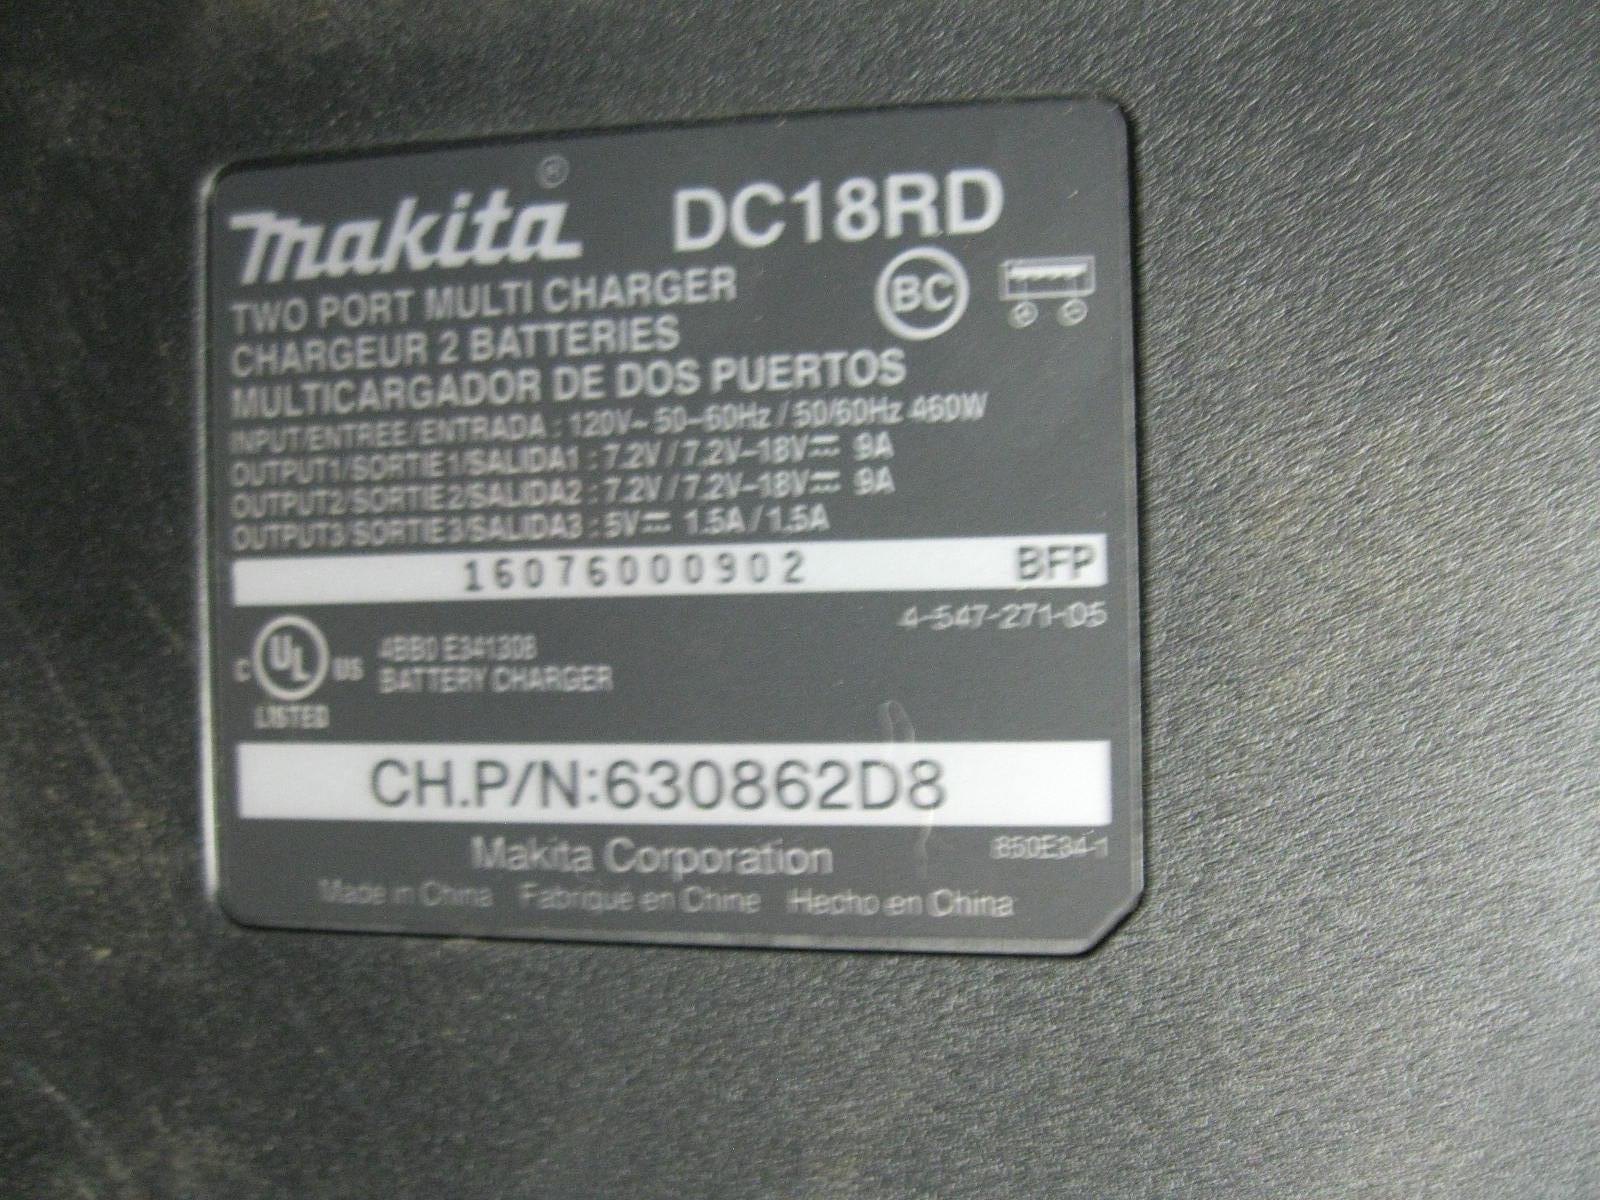 makita® DC18RD
TWO PORT MULTI CHARGER
CHARGEUR 2 BATTERIES
BC
MULTICARGADOR DE DOS PUERTOS
INPUT/ENTREE/ENTRADA : 120V~ 50-60Hz / 50/60Hz 460W
OUTPUT1/SORTIE1/SALIDA1 : 7.2V / 7.2V-18V⎓ 9A
OUTPUT2/SORTIE2/SALIDA2 : 7.2V / 7.2V-18V⎓ 9A
OUTPUT3/SORTIE3/SALIDA3 : 5V⎓ 1.5A / 1.5A
16076000902 BFP
4-547-271-05
C UL US
LISTED
4BB0 E341308
BATTERY CHARGER
CH.P/N:630862D8
Makita Corporation 850E34-1
Made in China Fabriqué en Chine Hecho en China